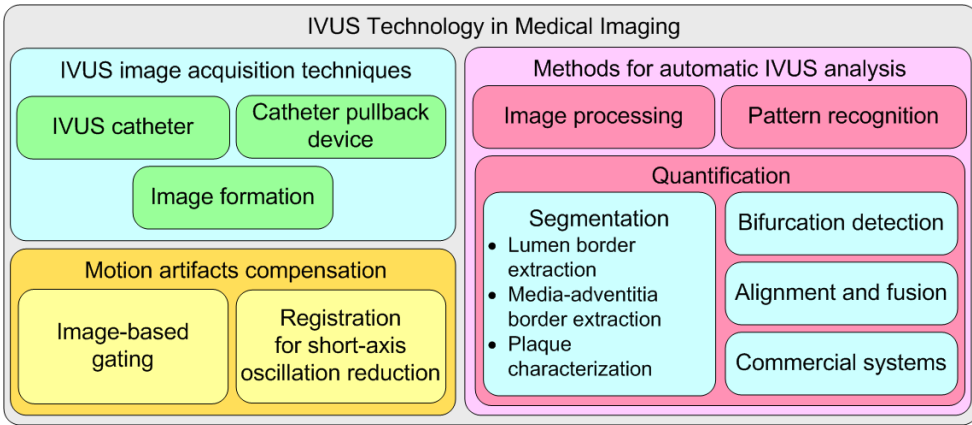 IVUS Technology in Medical Imaging
IVUS image acquisition techniques
IVUS catheter
Catheter pullback
device
Image formation
Motion artifacts compensation
Image-based
gating
Registration
for short-axis
oscillation reduction
Methods for automatic IVUS analysis
Image processing
Pattern recognition
Quantification
Segmentation
• Lumen border
extraction
• Media-adventitia
border extraction
• Plaque
characterization
Bifurcation detection
Alignment and fusion
Commercial systems